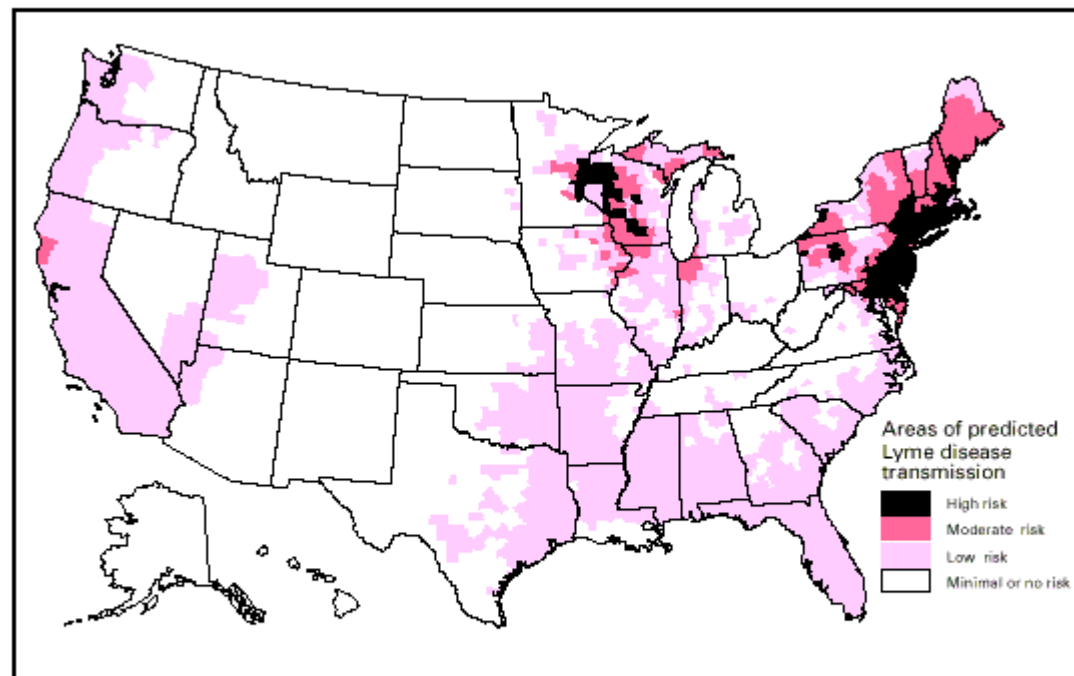 Areas of predicted
Lyme disease
transmission
High risk
Moderate risk
Low risk
Minimal or no risk